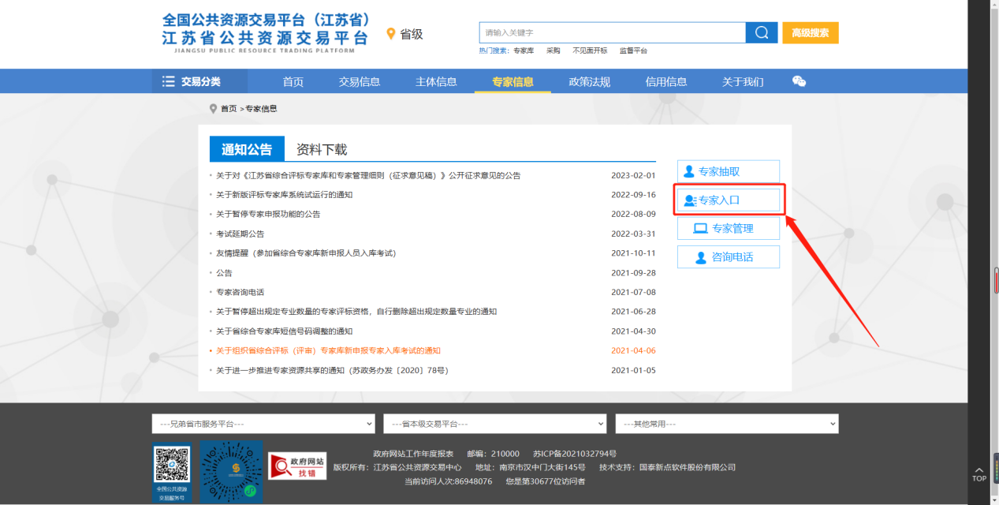 全国公共资源交易平台（江苏省）
江苏省公共资源交易平台
JIANGSU PUBLIC RESOURCE TRADING PLATFORM
省级
请输入关键字
高级搜索
热门搜索： 专家库 采购 不见面开标 监督平台
交易分类 首页 交易信息 主体信息 专家信息 政策法规 信用信息 关于我们
首页 > 专家信息
通知公告 资料下载
关于对《江苏省综合评标专家库和专家管理细则（征求意见稿）》公开征求意见的公告 2023-02-01
关于新版评标专家库系统试运行的通知 2022-09-16
关于暂停专家申报功能的公告 2022-08-09
考试延期公告 2022-03-31
友情提醒（参加省综合专家库新申报人员入库考试） 2021-10-11
公告 2021-09-28
专家咨询电话 2021-07-08
关于暂停超出规定专业数量的专家评标资格，自行删除超出规定数量专业的通知 2021-06-28
关于省综合专家库短信号码调整的通知 2021-04-30
关于组织省综合评标（评审）专家库新申报专家入库考试的通知 2021-04-06
关于进一步推进专家资源共享的通知（苏政务办发〔2020〕78号） 2021-01-05
专家抽取
专家入口
专家管理
咨询电话
---兄弟省市服务平台--- ---省本级交易平台--- ---其他常用---
全国公共资源
交易服务号
政府网站
找错
政府网站工作年度报表 邮编：210000 苏ICP备2021032794号
版权所有：江苏省公共资源交易中心 地址：南京市汉中门大街145号 技术支持：国泰新点软件股份有限公司
当前访问人次:86948076 您是第30677位访问者
TOP